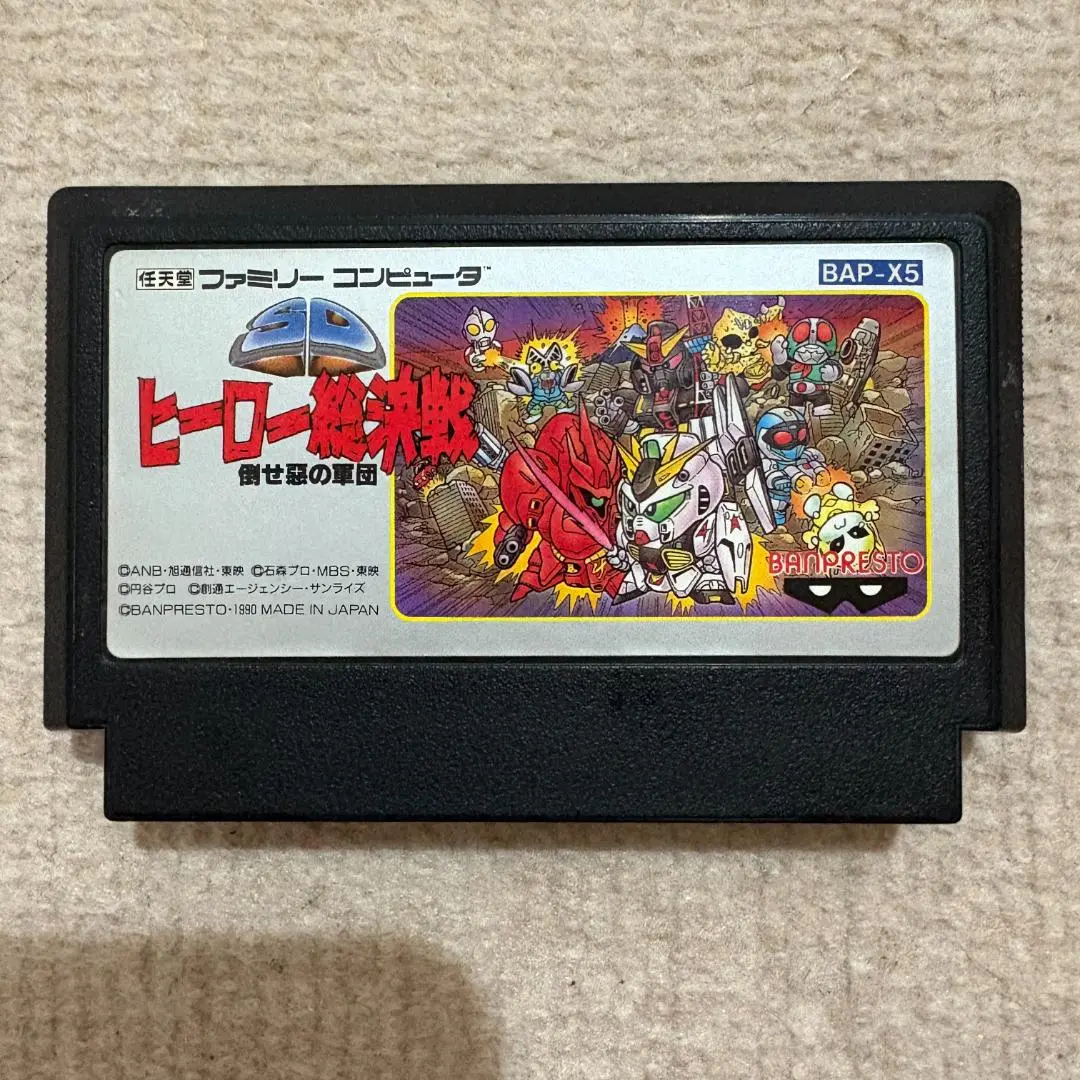 任天堂 ファミリー コンピュータ™
BAP-X5
SD
ヒーロー総決戦
倒せ惡の軍団
©ANB・旭通信社・東映 ©石森プロ・MBS・東映
©円谷プロ ©創通エージェンシー・サンライズ
©BANPRESTO・1990 MADE IN JAPAN
BANPRESTO